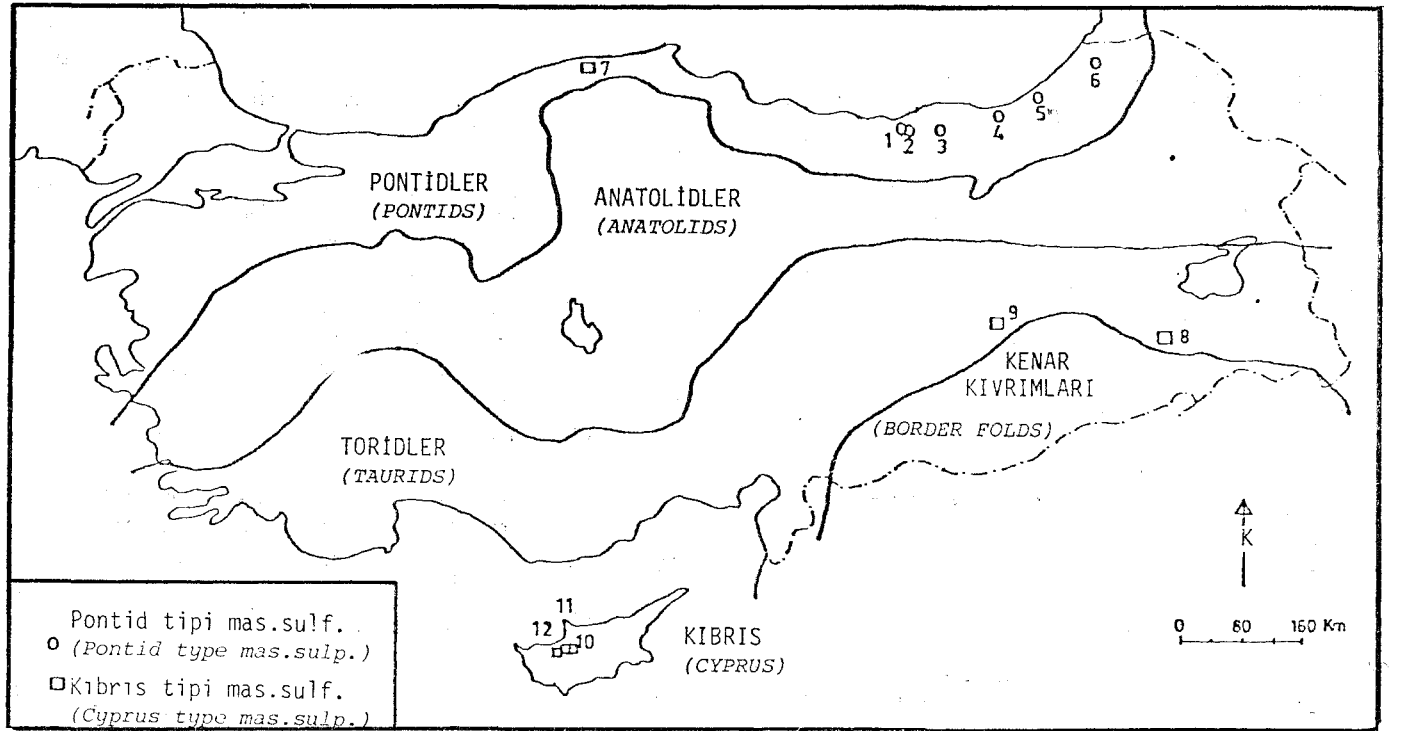 7
6
5
1
2
3
4
PONTİDLER
(PONTIDS)
ANATOLİDLER
(ANATOLIDS)
9
8
KENAR
KIVRIMLARI
(BORDER FOLDS)
TORİDLER
(TAURIDS)
K
0 80 160 Km
11
12
10
KIBRIS
(CYPRUS)
Pontid tipi mas.sulf.
(Pontid type mas.sulp.)
Kıbrıs tipi mas.sulf.
(Cyprus type mas.sulp.)